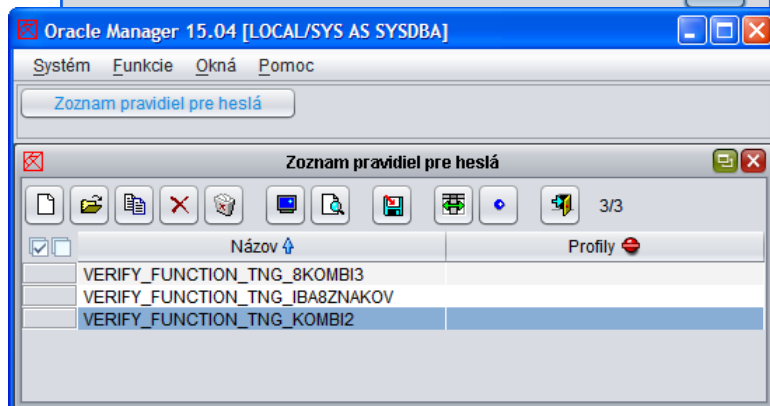 Oracle Manager 15.04 [LOCAL/SYS AS SYSDBA]
Systém Funkcie Okná Pomoc
Zoznam pravidiel pre heslá
Zoznam pravidiel pre heslá
3/3
Názov Profily
VERIFY_FUNCTION_TNG_8KOMBI3
VERIFY_FUNCTION_TNG_IBA8ZNAKOV
VERIFY_FUNCTION_TNG_KOMBI2